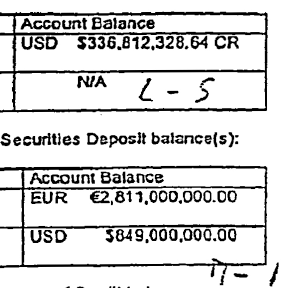 Account Balance
USD $336,812,328.64 CR
N/A L - S
Securities Deposit balance(s):
Account Balance
EUR €2,811,000,000.00
USD $849,000,000.00